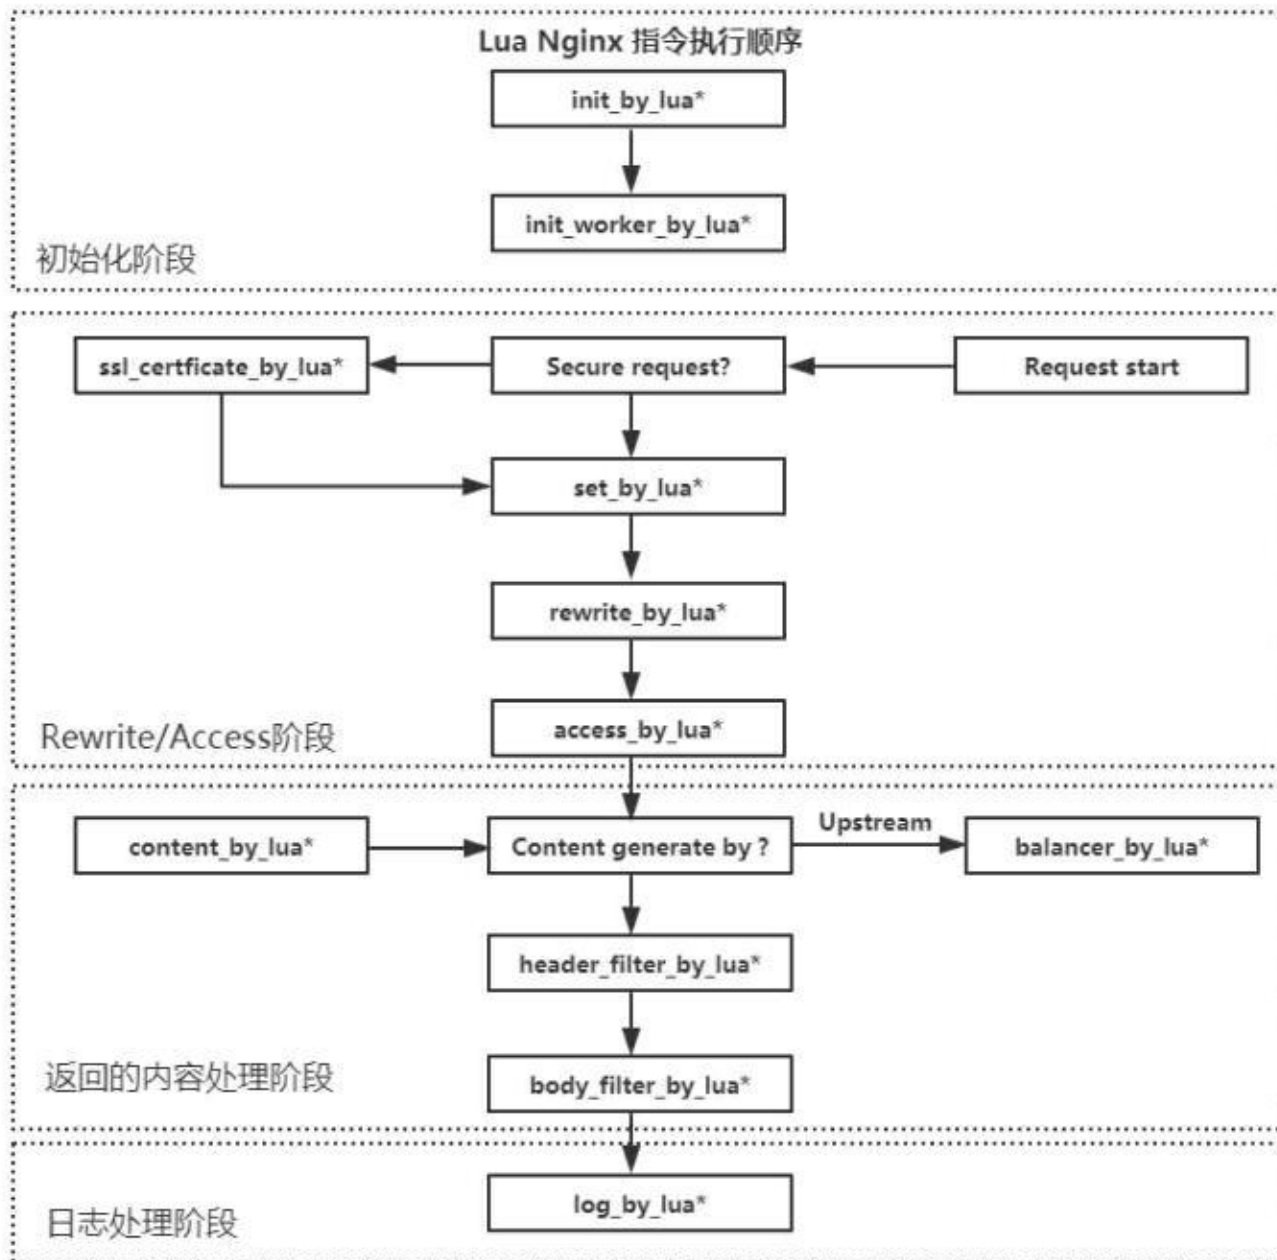 Lua Nginx 指令执行顺序
init_by_lua*
init_worker_by_lua*
初始化阶段
ssl_certficate_by_lua*
Secure request?
Request start
set_by_lua*
rewrite_by_lua*
access_by_lua*
Rewrite/Access阶段
Upstream
content_by_lua*
Content generate by ?
balancer_by_lua*
header_filter_by_lua*
返回的内容处理阶段
body_filter_by_lua*
log_by_lua*
日志处理阶段